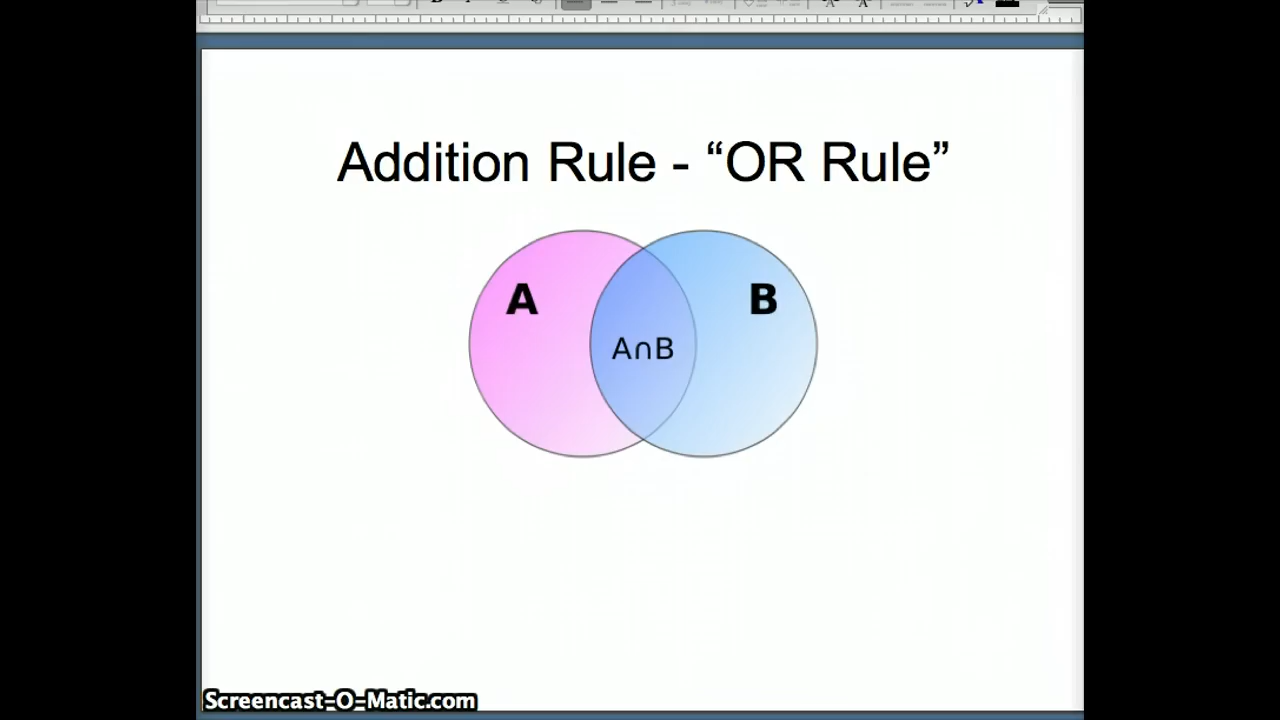 Addition Rule - “OR Rule”
A
B
A∩B
Screencast-O-Matic.com